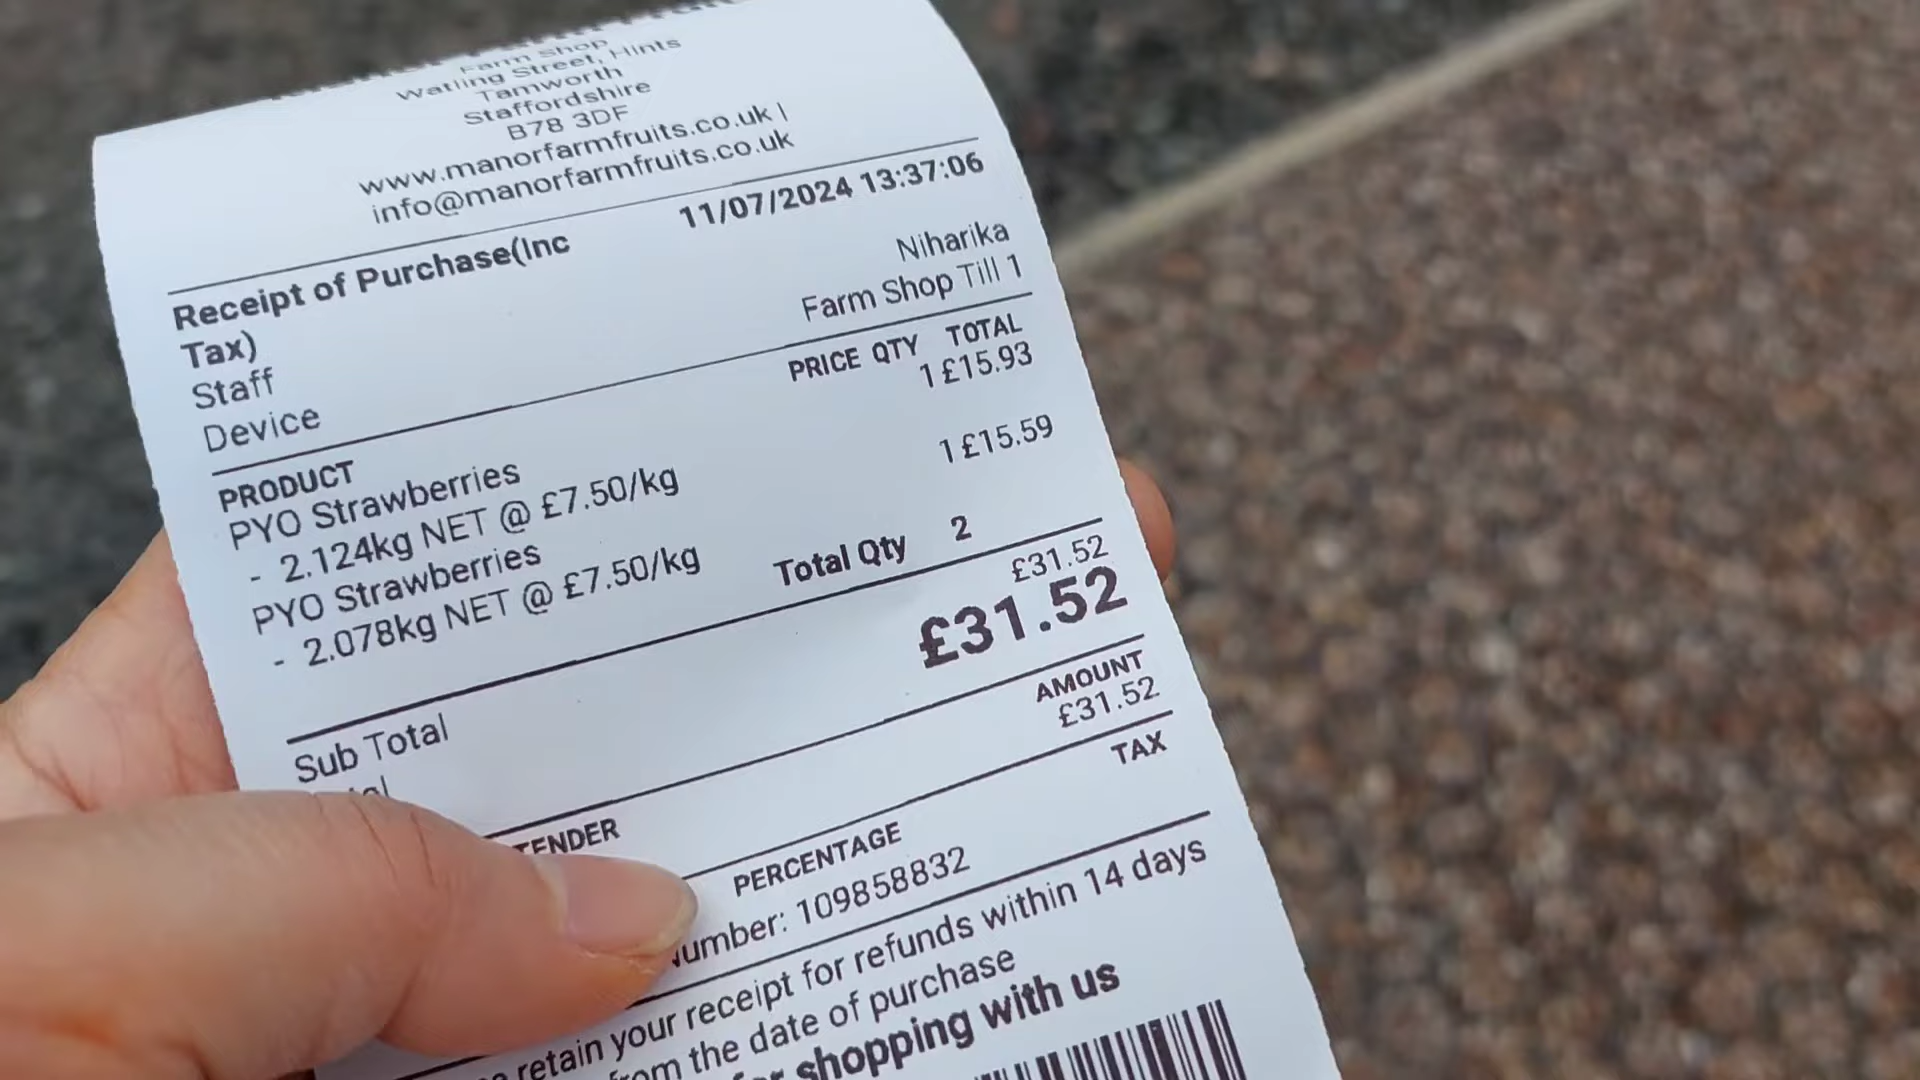 Farm Shop
Watling Street, Hints
Tamworth
Staffordshire
B78 3DF
www.manorfarmfruits.co.uk |
info@manorfarmfruits.co.uk
Receipt of Purchase(Inc Tax) 11/07/2024 13:37:06
Staff Niharika
Device Farm Shop Till 1
PRODUCT PRICE QTY TOTAL
PYO Strawberries 1 £15.93
- 2.124kg NET @ £7.50/kg
PYO Strawberries 1 £15.59
- 2.078kg NET @ £7.50/kg
Total Qty 2
Sub Total £31.52
£31.52
TENDER AMOUNT
£31.52
PERCENTAGE TAX
Number: 109858832
retain your receipt for refunds within 14 days
from the date of purchase
shopping with us